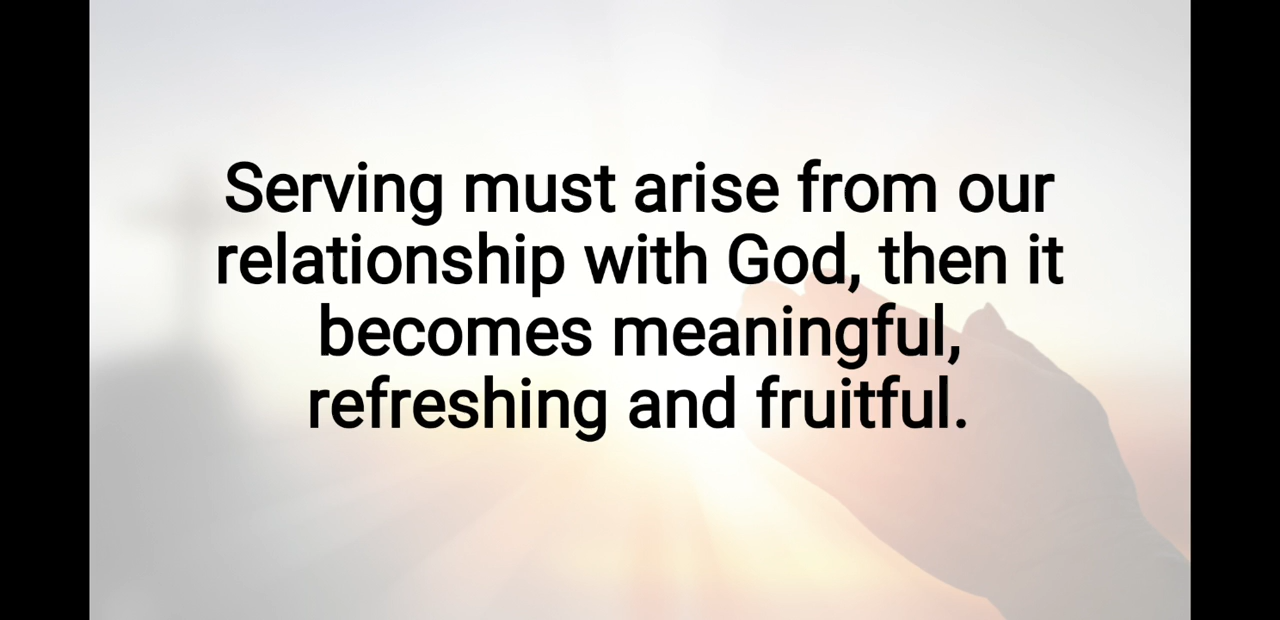 Serving must arise from our
relationship with God, then it
becomes meaningful,
refreshing and fruitful.